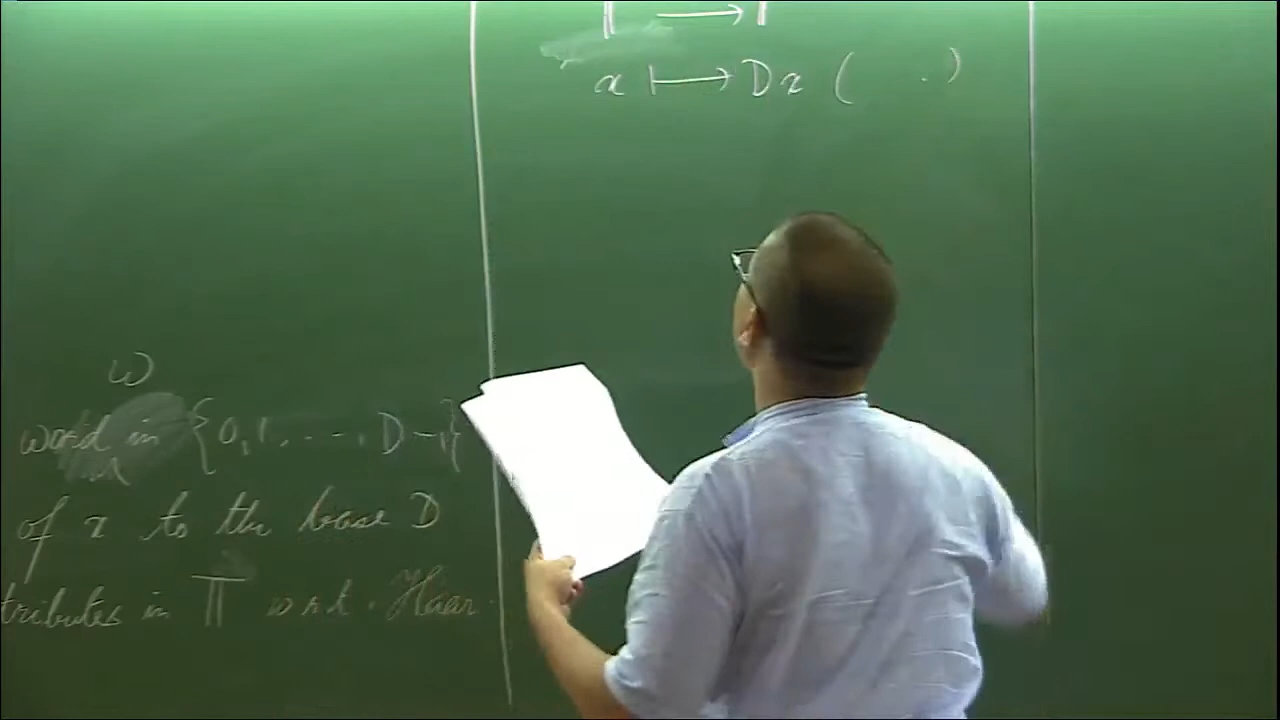 𝕋 ⟶ 𝕋
x ⟼ Dx ( . )
ω
word in {0, 1, ..., D-1}
of x to the base D
tributes in 𝕋 w r t . Haar.